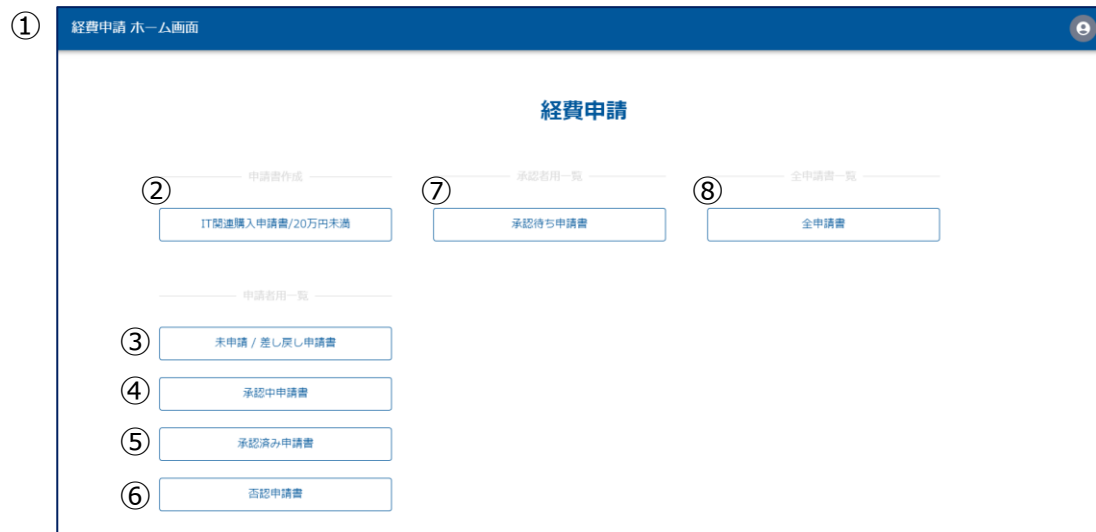 ①
経費申請 ホーム画面
経費申請
申請書作成
承認者用一覧
全申請書一覧
②
⑦
⑧
IT関連購入申請書/20万円未満
承認待ち申請書
全申請書
申請者用一覧
③
未申請 / 差し戻し申請書
④
承認中申請書
⑤
承認済み申請書
⑥
否認申請書